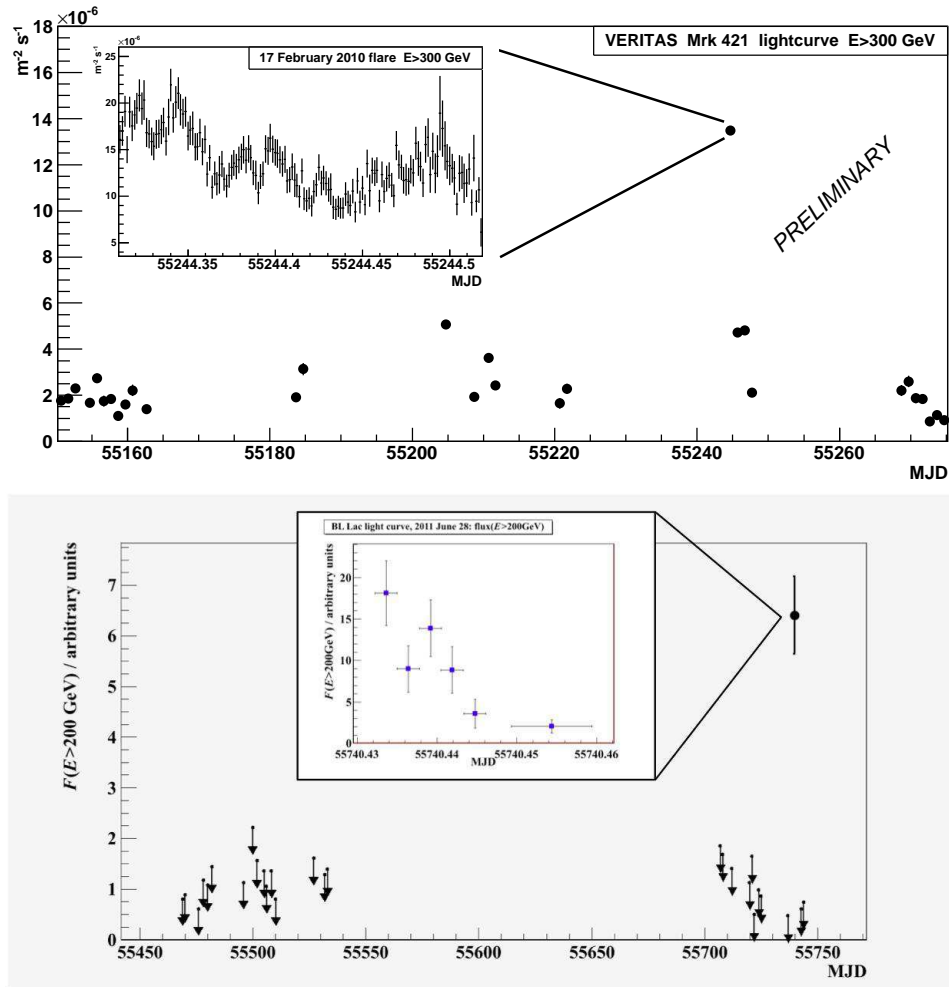 ×10⁻⁶
m⁻² s⁻¹
18
16
14
12
10
8
6
4
2
0
VERITAS Mrk 421 lightcurve E>300 GeV
×10⁻⁶
m⁻² s⁻¹
17 February 2010 flare E>300 GeV
25
20
15
10
5
55244.35 55244.4 55244.45 55244.5
MJD
PRELIMINARY
55160 55180 55200 55220 55240 55260
MJD
F(E>200 GeV) / arbitrary units
7
6
5
4
3
2
1
0
BL Lac light curve, 2011 June 28: flux(E>200GeV)
F(E>200GeV) / arbitrary units
20
15
10
5
0
55740.43 55740.44 55740.45 55740.46
MJD
55450 55500 55550 55600 55650 55700 55750
MJD